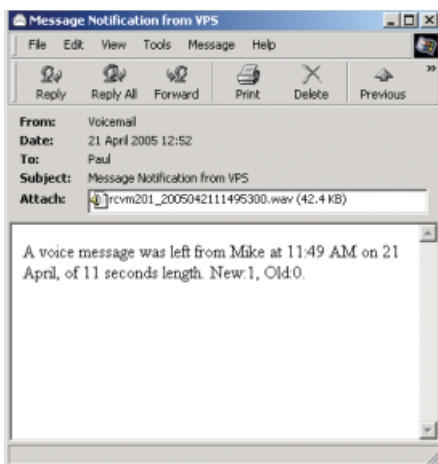 Message Notification from VPS
File Edit View Tools Message Help
Reply Reply All Forward Print Delete Previous »
From: Voicemail
Date: 21 April 2005 12:52
To: Paul
Subject: Message Notification from VPS
Attach: rcvm201_2005042111495300.wav (42.4 KB)
A voice message was left from Mike at 11:49 AM on 21
April, of 11 seconds length. New:1, Old:0.